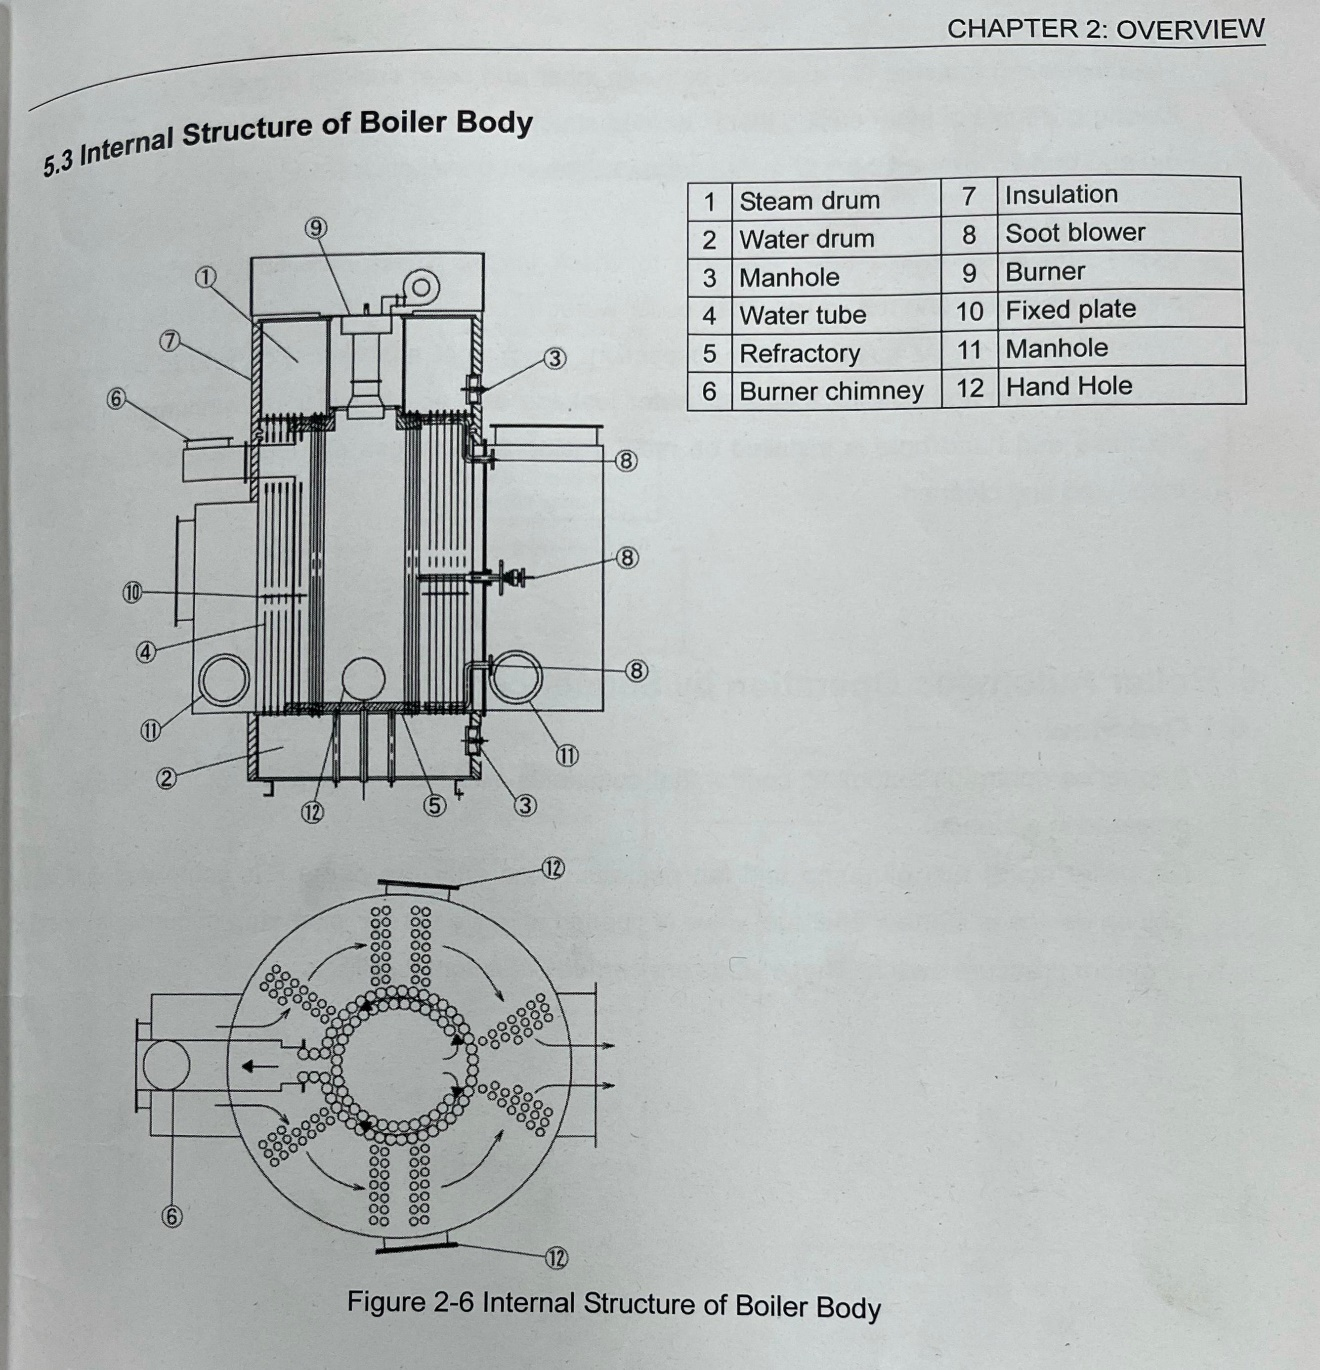 CHAPTER 2: OVERVIEW
5.3 Internal Structure of Boiler Body
1 Steam drum 7 Insulation
2 Water drum 8 Soot blower
3 Manhole 9 Burner
4 Water tube 10 Fixed plate
5 Refractory 11 Manhole
6 Burner chimney 12 Hand Hole
⑨
①
⑦
③
⑥
⑧
⑧
⑩
④
⑧
⑪
⑪
②
⑫
⑤
③
⑫
⑥
⑫
Figure 2-6 Internal Structure of Boiler Body